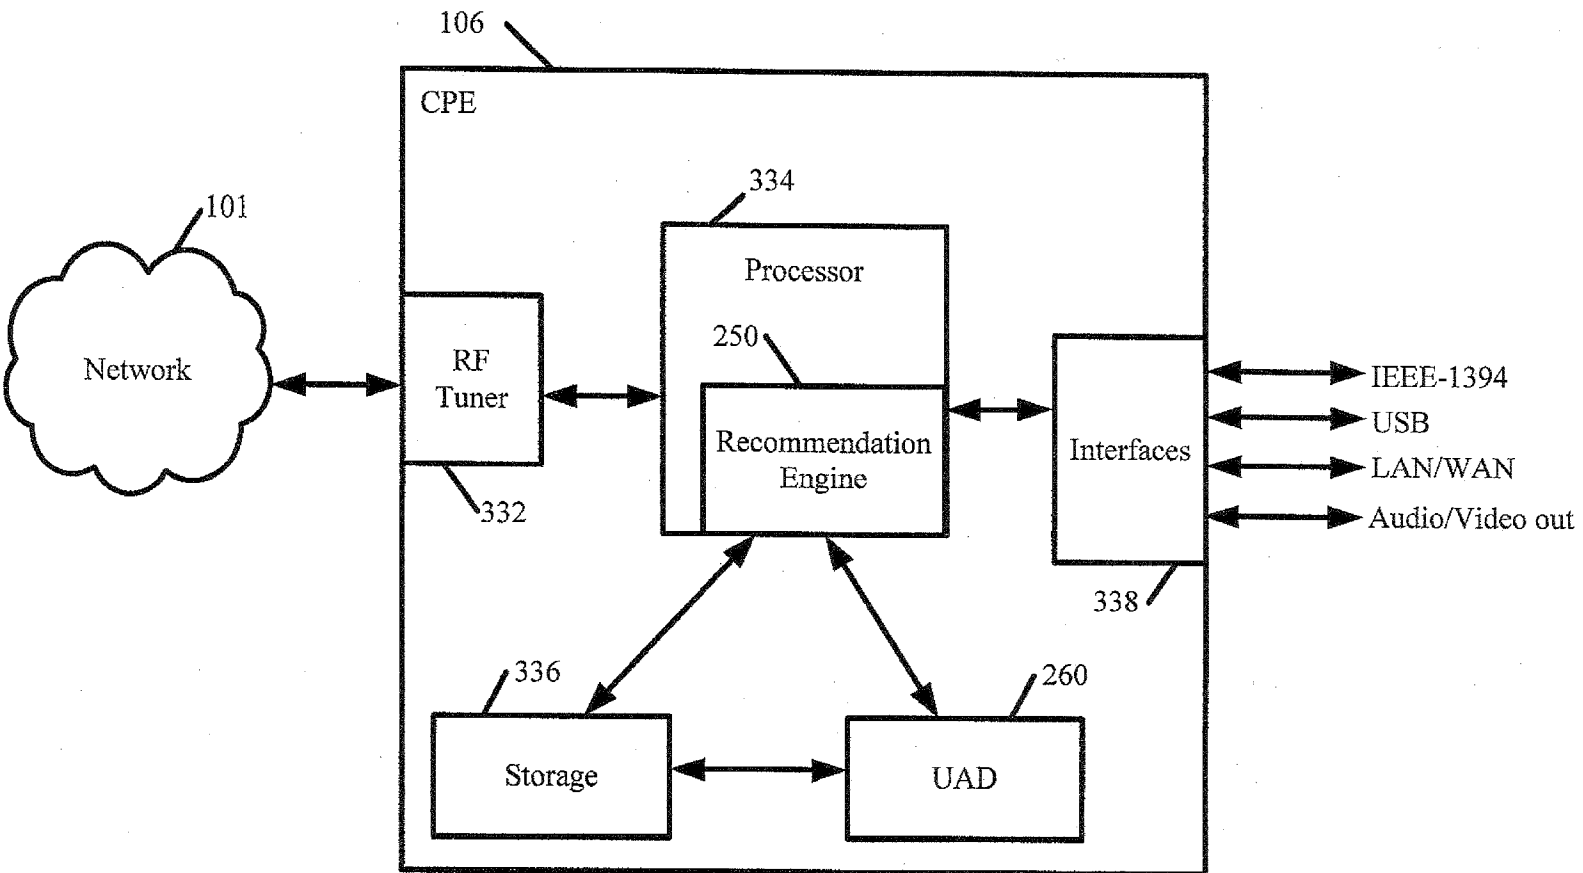 106
CPE
101
334
Processor
Network
RF
Tuner
250
Recommendation
Engine
Interfaces
IEEE-1394
USB
LAN/WAN
Audio/Video out
332
338
336
260
Storage
UAD